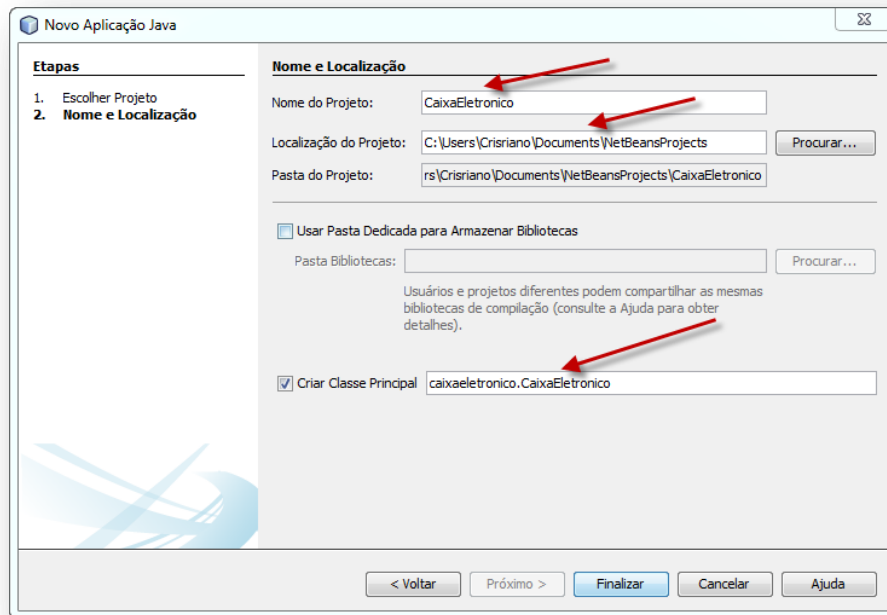 Novo Aplicação Java
Etapas
1. Escolher Projeto
2. Nome e Localização
Nome e Localização
Nome do Projeto: CaixaEletronico
Localização do Projeto: C:\Users\Crisriano\Documents\NetBeansProjects Procurar...
Pasta do Projeto: rs\Crisriano\Documents\NetBeansProjects\CaixaEletronico
Usar Pasta Dedicada para Armazenar Bibliotecas
Pasta Bibliotecas: Procurar...
Usuários e projetos diferentes podem compartilhar as mesmas
bibliotecas de compilação (consulte a Ajuda para obter
detalhes).
Criar Classe Principal caixaeletronico.CaixaEletronico
< Voltar Próximo > Finalizar Cancelar Ajuda